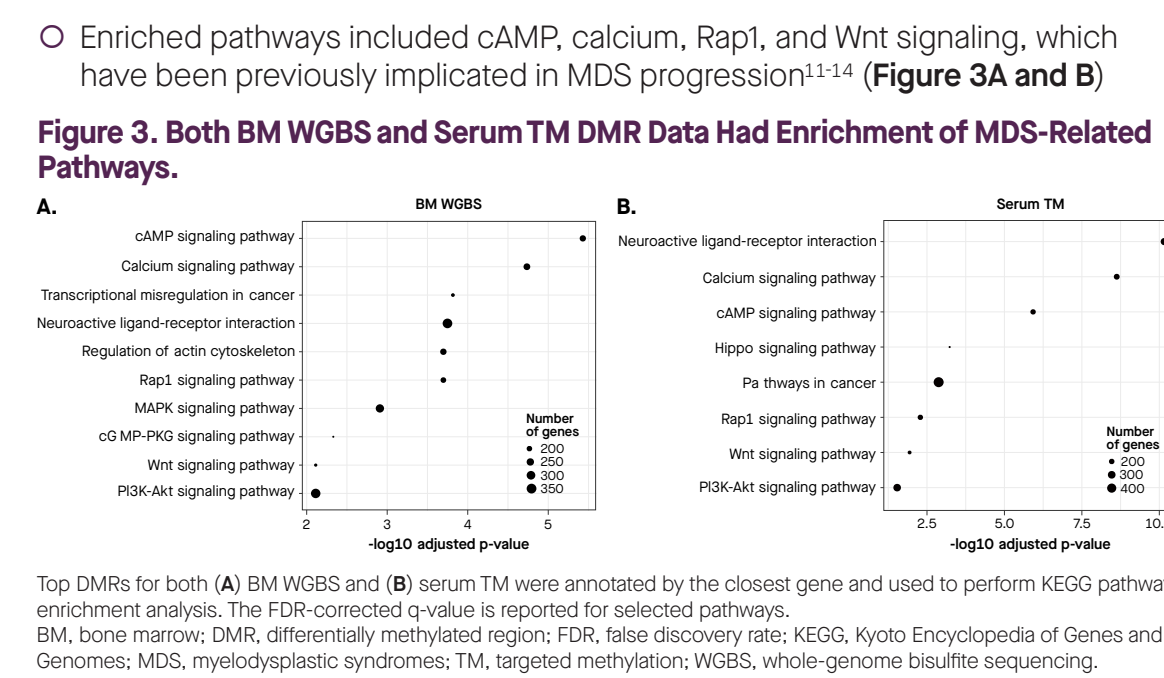 Enriched pathways included cAMP, calcium, Rap1, and Wnt signaling, which
have been previously implicated in MDS progression11-14 (Figure 3A and B)
Figure 3. Both BM WGBS and Serum TM DMR Data Had Enrichment of MDS-Related
Pathways.
A.
BM WGBS
cAMP signaling pathway
Calcium signaling pathway
Transcriptional misregulation in cancer
Neuroactive ligand-receptor interaction
Regulation of actin cytoskeleton
Rap1 signaling pathway
MAPK signaling pathway
cG MP-PKG signaling pathway
Wnt signaling pathway
PI3K-Akt signaling pathway
Number
of genes
200
250
300
350
2 3 4 5
-log10 adjusted p-value
B.
Serum TM
Neuroactive ligand-receptor interaction
Calcium signaling pathway
cAMP signaling pathway
Hippo signaling pathway
Pa thways in cancer
Rap1 signaling pathway
Wnt signaling pathway
PI3K-Akt signaling pathway
Number
of genes
200
300
400
2.5 5.0 7.5 10.
-log10 adjusted p-value
Top DMRs for both (A) BM WGBS and (B) serum TM were annotated by the closest gene and used to perform KEGG pathwa
enrichment analysis. The FDR-corrected q-value is reported for selected pathways.
BM, bone marrow; DMR, differentially methylated region; FDR, false discovery rate; KEGG, Kyoto Encyclopedia of Genes and
Genomes; MDS, myelodysplastic syndromes; TM, targeted methylation; WGBS, whole-genome bisulfite sequencing.